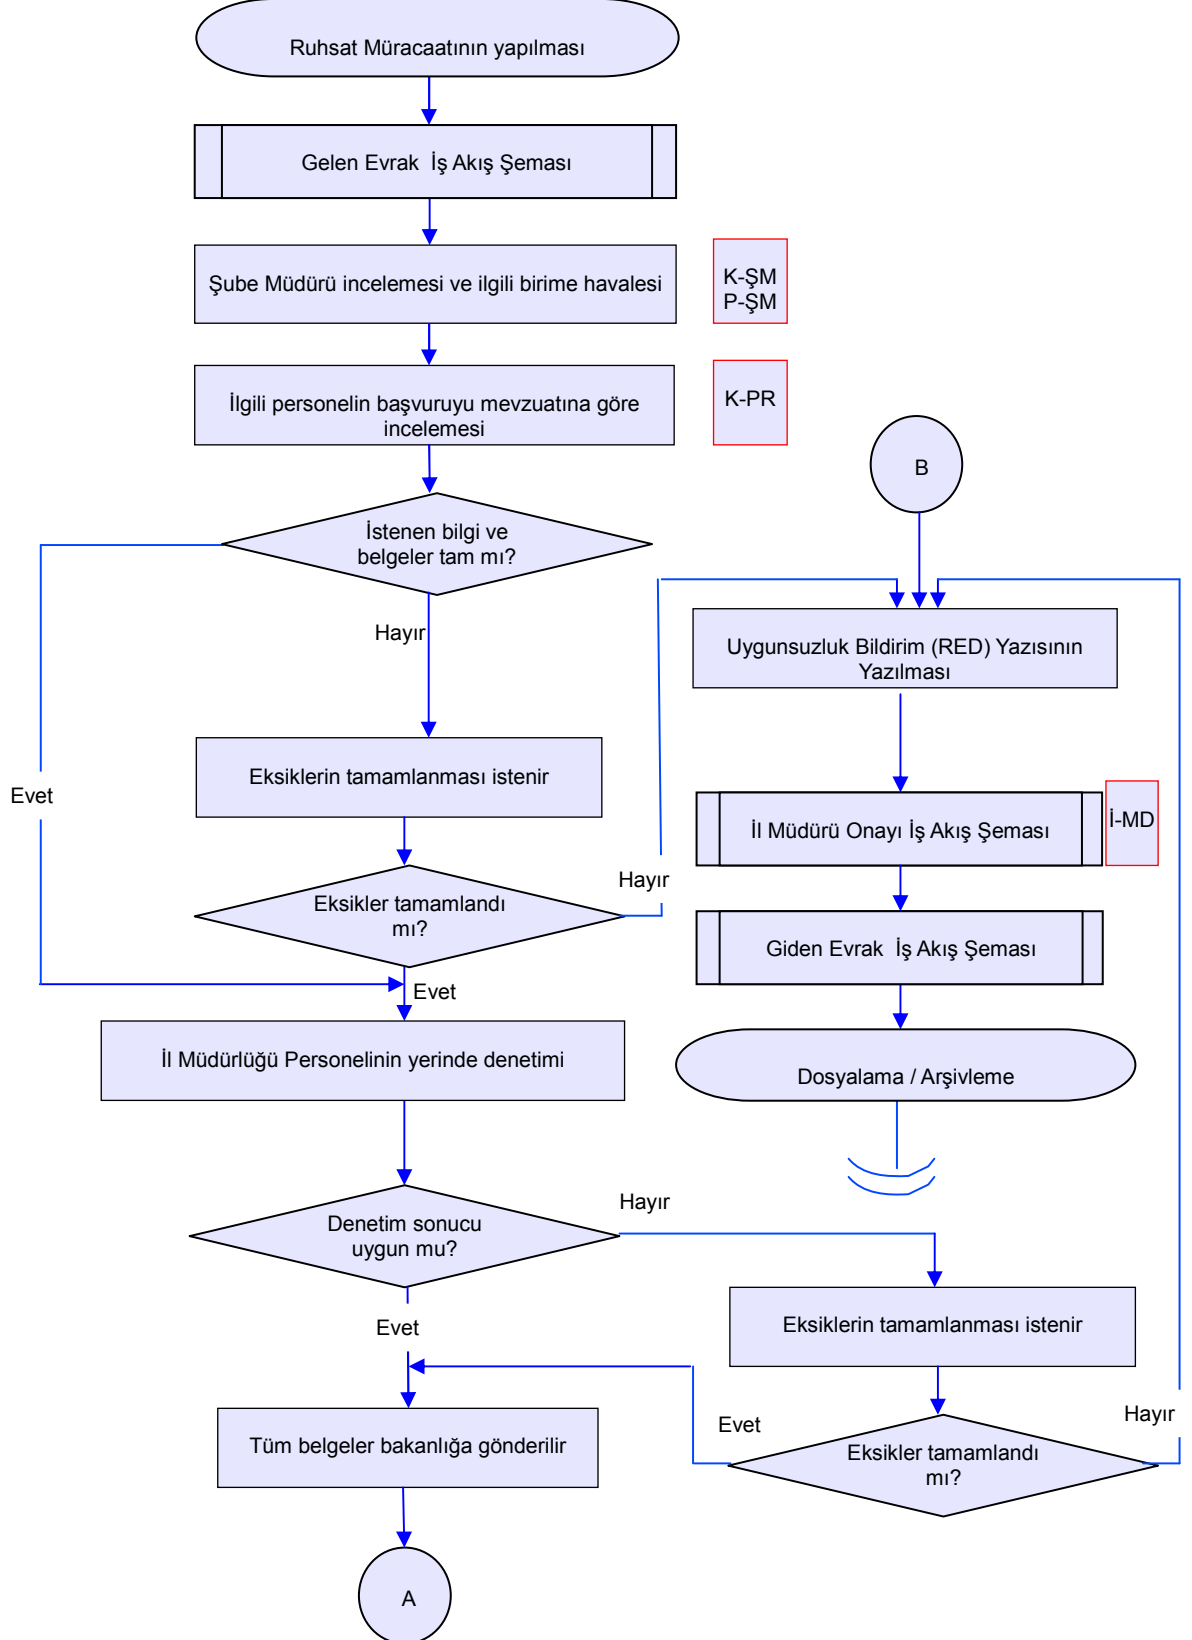 Ruhsat Müracaatının yapılması
Gelen Evrak İş Akış Şeması
Şube Müdürü incelemesi ve ilgili birime havalesi
K-ŞM
P-ŞM
İlgili personelin başvuruyu mevzuatına göre
incelemesi
K-PR
B
İstenen bilgi ve
belgeler tam mı?
Hayır
Uygunsuzluk Bildirim (RED) Yazısının
Yazılması
Eksiklerin tamamlanması istenir
Evet
İl Müdürü Onayı İş Akış Şeması
İ-MD
Hayır
Eksikler tamamlandı
mı?
Giden Evrak İş Akış Şeması
Evet
İl Müdürlüğü Personelinin yerinde denetimi
Dosyalama / Arşivleme
Hayır
Denetim sonucu
uygun mu?
Evet
Eksiklerin tamamlanması istenir
Evet
Hayır
Tüm belgeler bakanlığa gönderilir
Eksikler tamamlandı
mı?
A